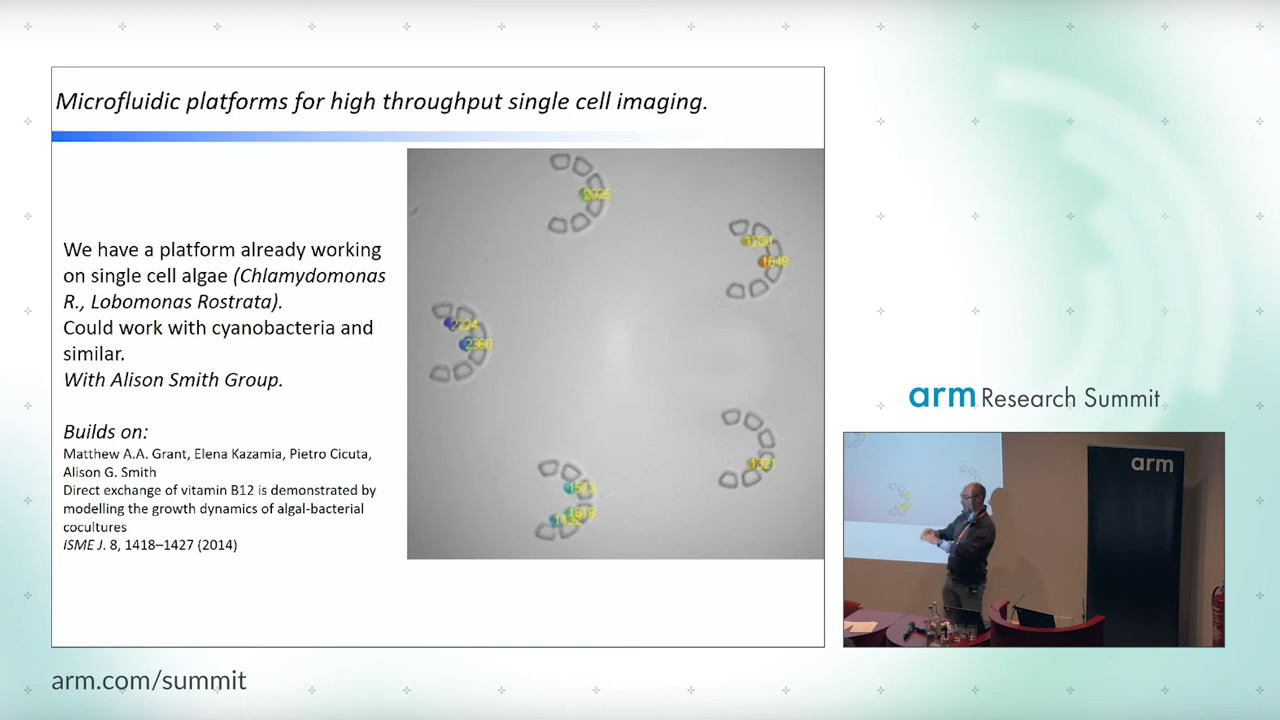 Microfluidic platforms for high throughput single cell imaging.
We have a platform already working
on single cell algae (Chlamydomonas
R., Lobomonas Rostrata).
Could work with cyanobacteria and
similar.
With Alison Smith Group.
Builds on:
Matthew A.A. Grant, Elena Kazamia, Pietro Cicuta,
Alison G. Smith
Direct exchange of vitamin B12 is demonstrated by
modelling the growth dynamics of algal-bacterial
cocultures
ISME J. 8, 1418–1427 (2014)
1649
1321
arm Research Summit
arm
arm.com/summit